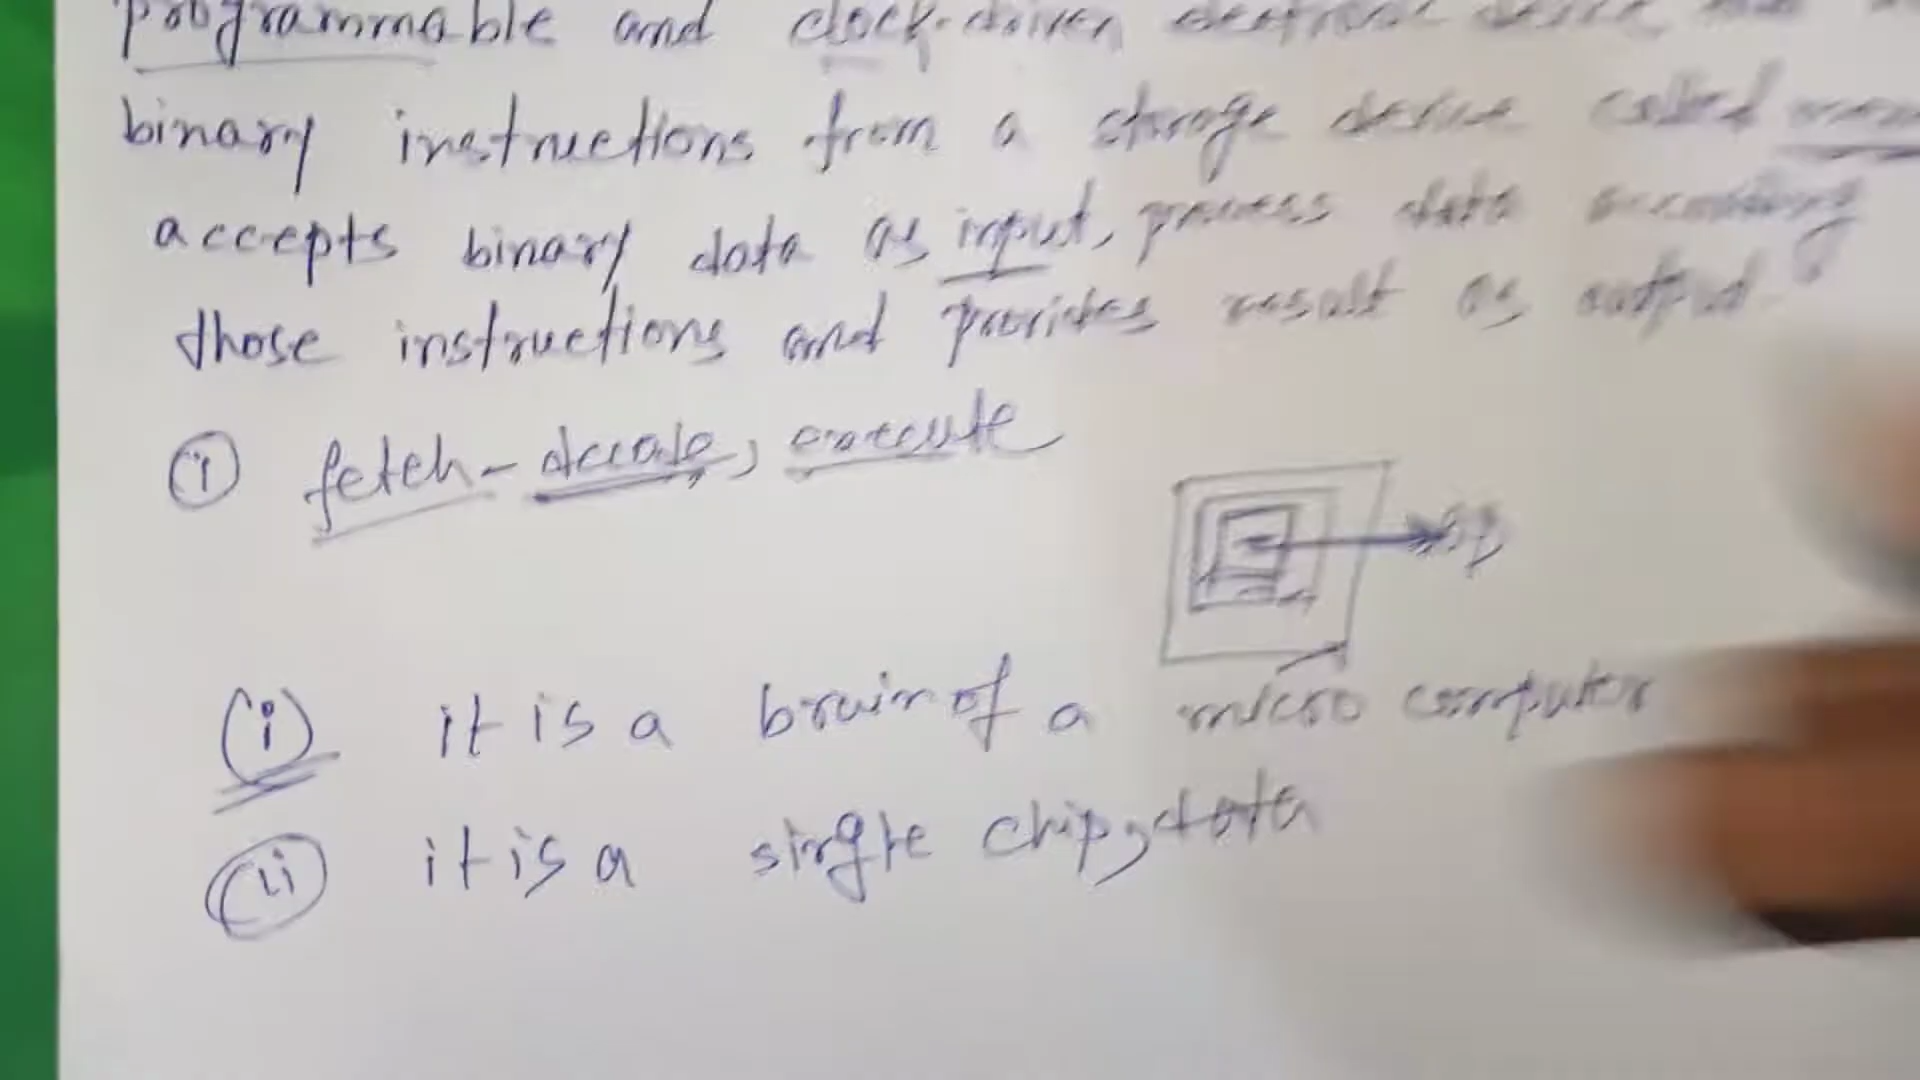 programmable and clock-driven electronic device
binary instructions from a storage device called
accepts binary data as input, process data according
those instructions and provides result as output.
① fetch - decode, execute
(i) it is a brain of a micro computer
(ii) it is a single chip